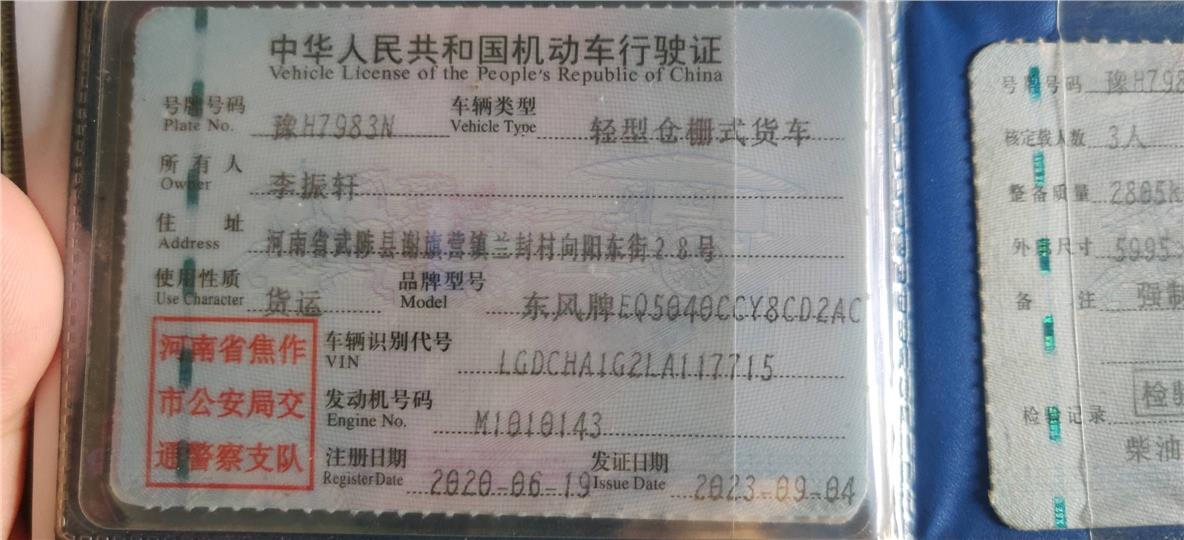 中华人民共和国机动车行驶证
Vehicle License of the People's Republic of China
号牌号码 豫H7983N 车辆类型 轻型仓栅式货车
Plate No. Vehicle Type
所有人 李振轩
Owner
住址 河南省武陟县谢旗营镇兰封村向阳东街28号
Address
使用性质 货运 品牌型号 东风牌EQ5040CCY8CD2AC
Use Character Model
河南省焦作
市公安局交
通警察支队
车辆识别代号 LGDCHA1G2LA117715
VIN
发动机号码 M1010143
Engine No.
注册日期 2020-06-19 发证日期 2023-09-04
Register Date Issue Date
号牌号码 豫H798
核定载人数 3人
整备质量 2805k
外廓尺寸 5995×
备注 强制
检验
检验记录
柴油